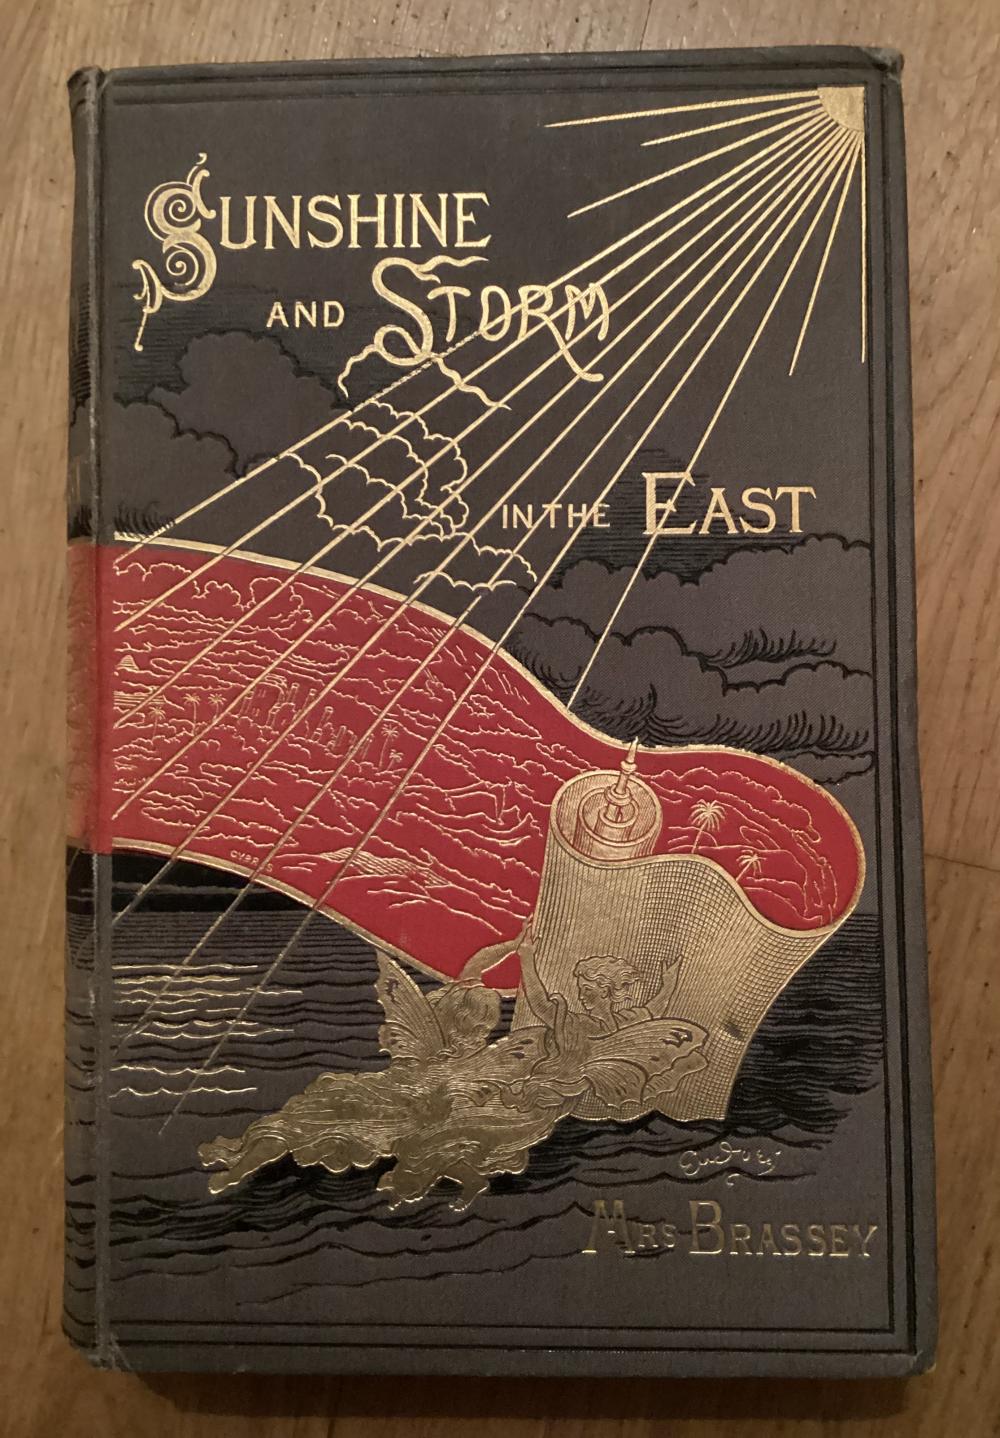 SUNSHINE
AND STORM
IN THE EAST
CYPRUS
MRS BRASSEY